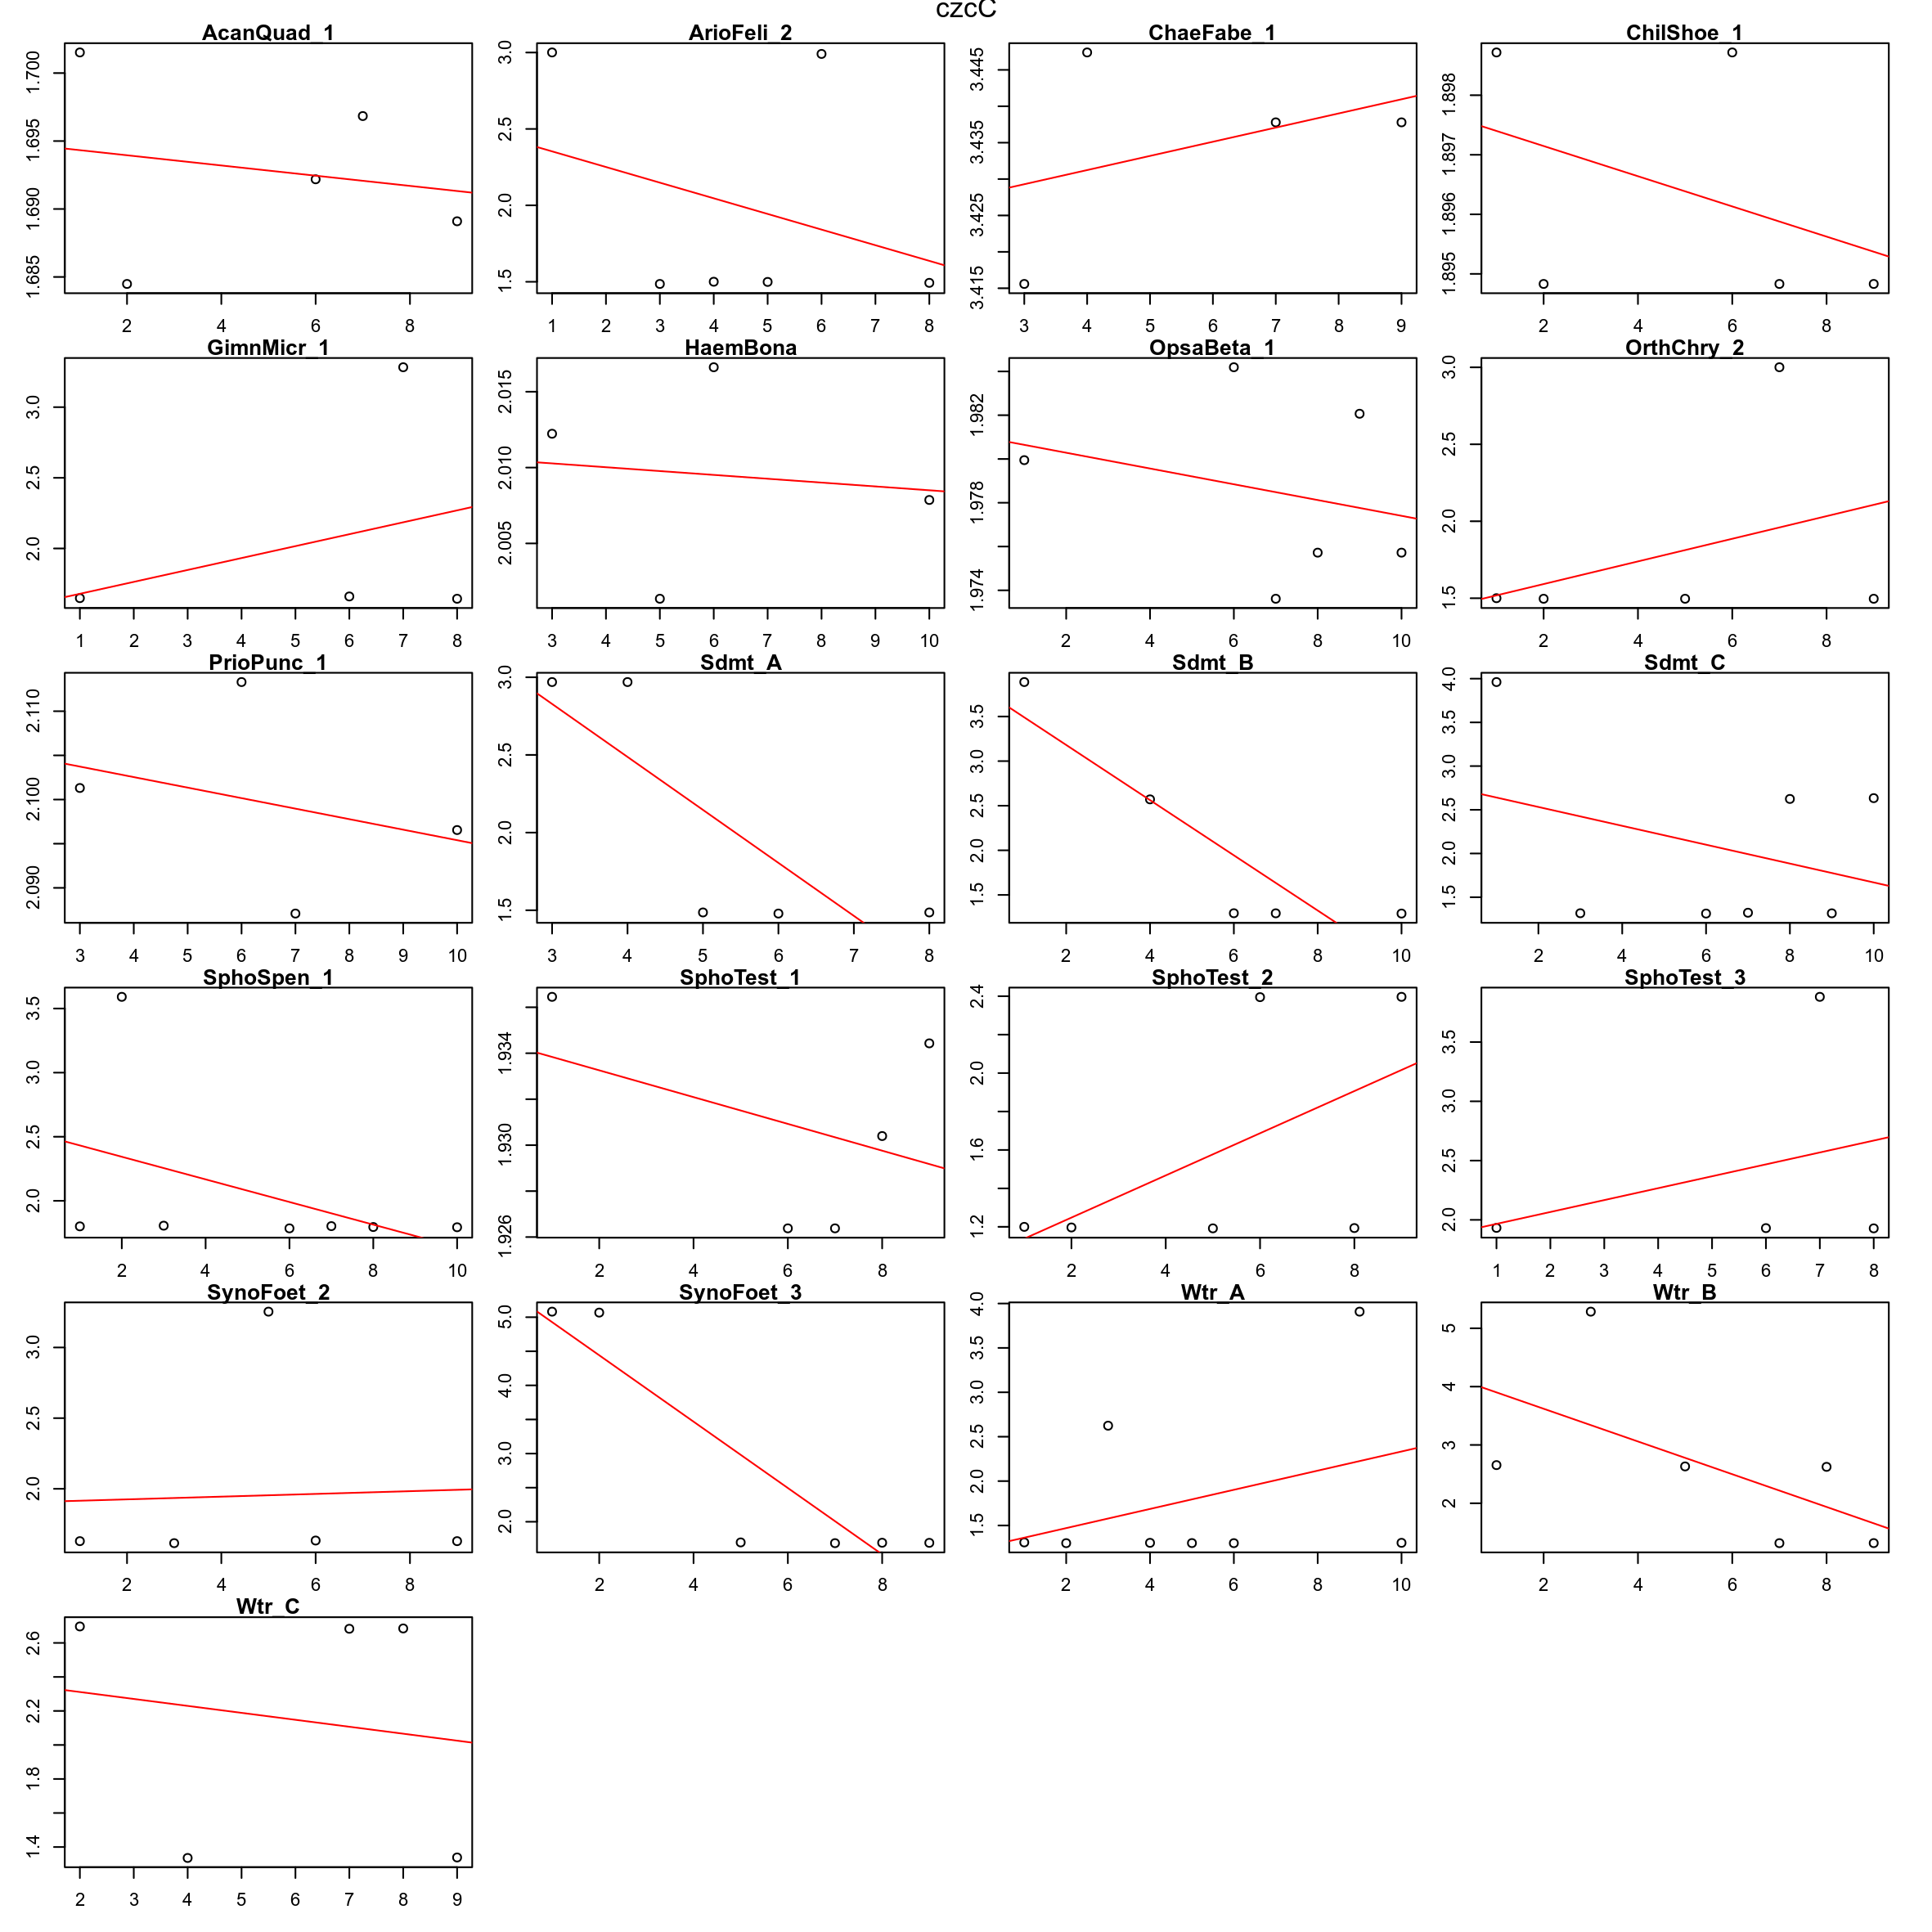 czcC
AcanQuad_1
1.700
1.695
1.690
1.685
2 4 6 8
ArioFeli_2
3.0
2.5
2.0
1.5
1 2 3 4 5 6 7 8
ChaeFabe_1
3.445
3.435
3.425
3.415
3 4 5 6 7 8 9
ChilShoe_1
1.898
1.897
1.896
1.895
2 4 6 8
GimnMicr_1
3.0
2.5
2.0
1 2 3 4 5 6 7 8
HaemBona
2.015
2.010
2.005
3 4 5 6 7 8 9 10
OpsaBeta_1
1.982
1.978
1.974
2 4 6 8 10
OrthChry_2
3.0
2.5
2.0
1.5
2 4 6 8
PrioPunc_1
2.110
2.100
2.090
3 4 5 6 7 8 9 10
Sdmt_A
3.0
2.5
2.0
1.5
3 4 5 6 7 8
Sdmt_B
3.5
3.0
2.5
2.0
1.5
2 4 6 8 10
Sdmt_C
4.0
3.5
3.0
2.5
2.0
1.5
2 4 6 8 10
SphoSpen_1
3.5
3.0
2.5
2.0
2 4 6 8 10
SphoTest_1
1.934
1.930
1.926
2 4 6 8
SphoTest_2
2.4
2.0
1.6
1.2
2 4 6 8
SphoTest_3
3.5
3.0
2.5
2.0
1 2 3 4 5 6 7 8
SynoFoet_2
3.0
2.5
2.0
2 4 6 8
SynoFoet_3
5.0
4.0
3.0
2.0
2 4 6 8
Wtr_A
4.0
3.5
3.0
2.5
2.0
1.5
2 4 6 8 10
Wtr_B
5
4
3
2
2 4 6 8
Wtr_C
2.6
2.2
1.8
1.4
2 3 4 5 6 7 8 9